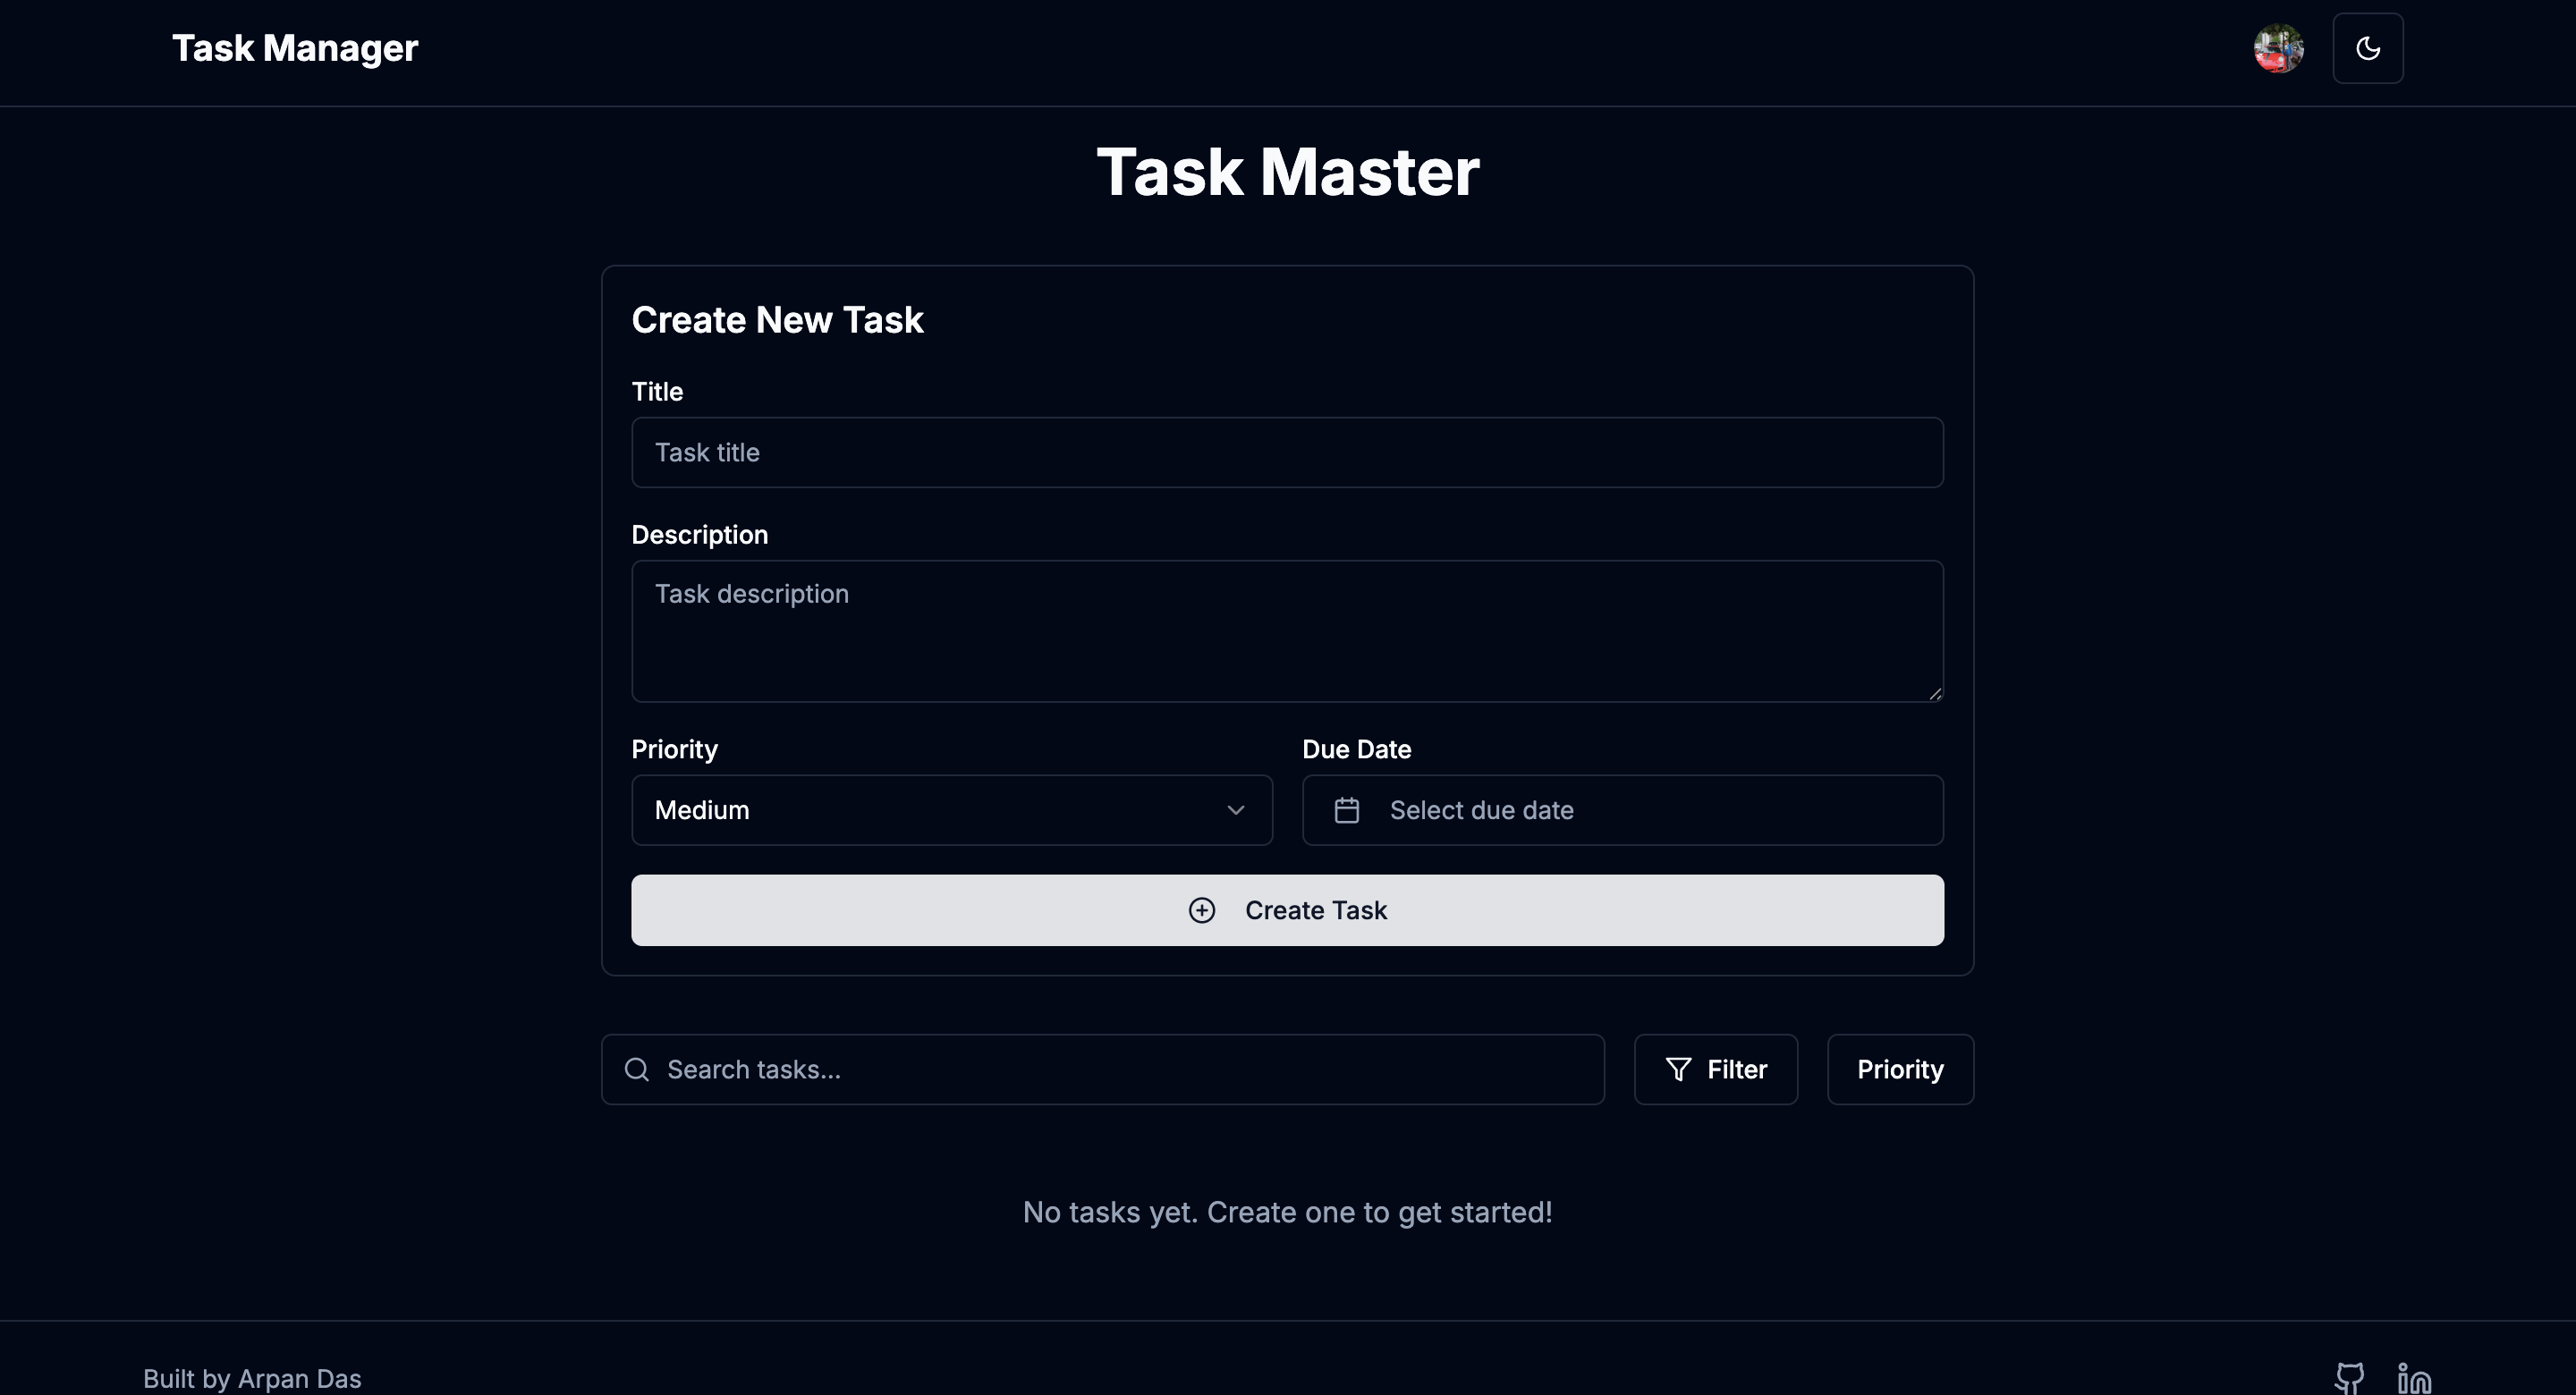 Task Manager
Task Master
Create New Task
Title
Task title
Description
Task description
Priority
Due Date
Medium
Select due date
Create Task
Search tasks...
Filter
Priority
No tasks yet. Create one to get started!
Built by Arpan Das
in